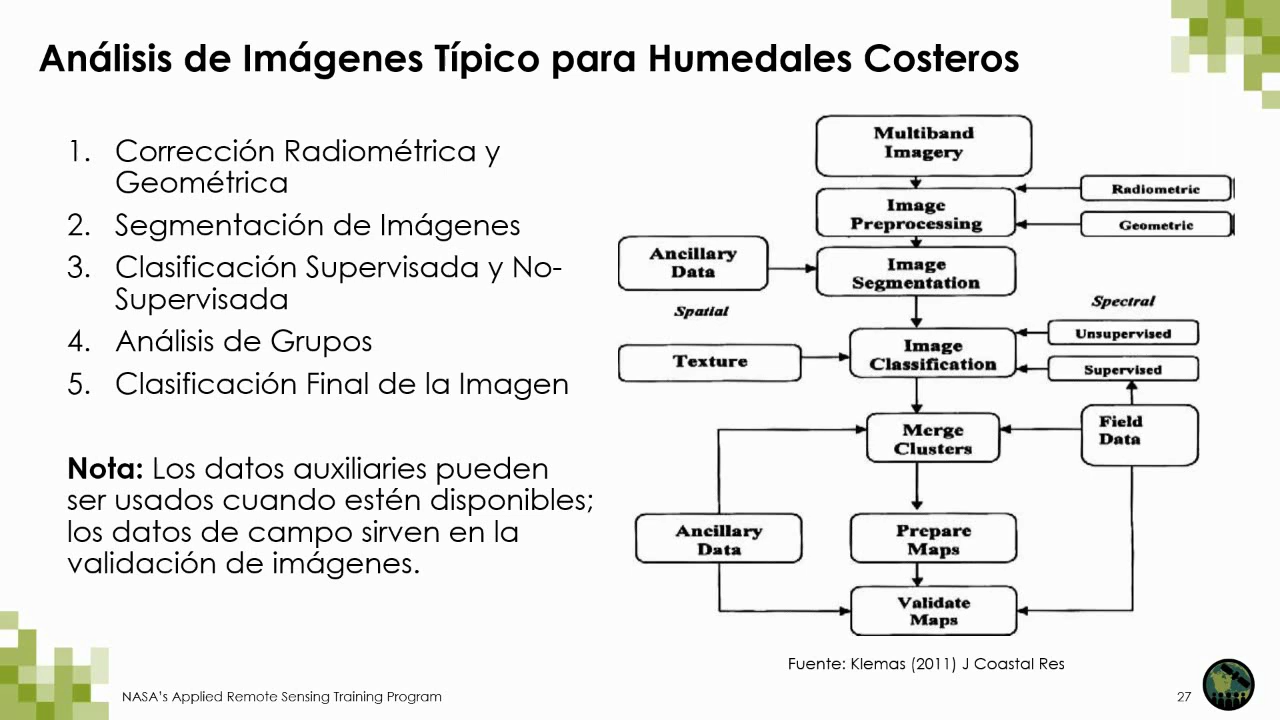 Análisis de Imágenes Típico para Humedales Costeros
1. Corrección Radiométrica y
Geométrica
2. Segmentación de Imágenes
3. Clasificación Supervisada y No-
Supervisada
4. Análisis de Grupos
5. Clasificación Final de la Imagen
Nota: Los datos auxiliaries pueden
ser usados cuando estén disponibles;
los datos de campo sirven en la
validación de imágenes.
Multiband
Imagery
Image
Preprocessing
Radiometric
Geometric
Ancillary
Data
Image
Segmentation
Spatial
Spectral
Texture
Image
Classification
Unsupervised
Supervised
Merge
Clusters
Field
Data
Ancillary
Data
Prepare
Maps
Validate
Maps
Fuente: Klemas (2011) J Coastal Res
NASA's Applied Remote Sensing Training Program
27